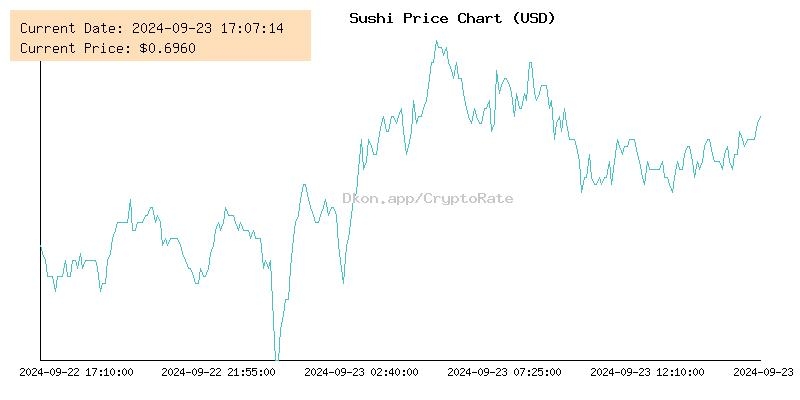 Sushi Price Chart (USD)
Current Date: 2024-09-23 17:07:14
Current Price: $0.6960
Dkon.app/CryptoRate
2024-09-22 17:10:00 2024-09-22 21:55:00 2024-09-23 02:40:00 2024-09-23 07:25:00 2024-09-23 12:10:00 2024-09-23